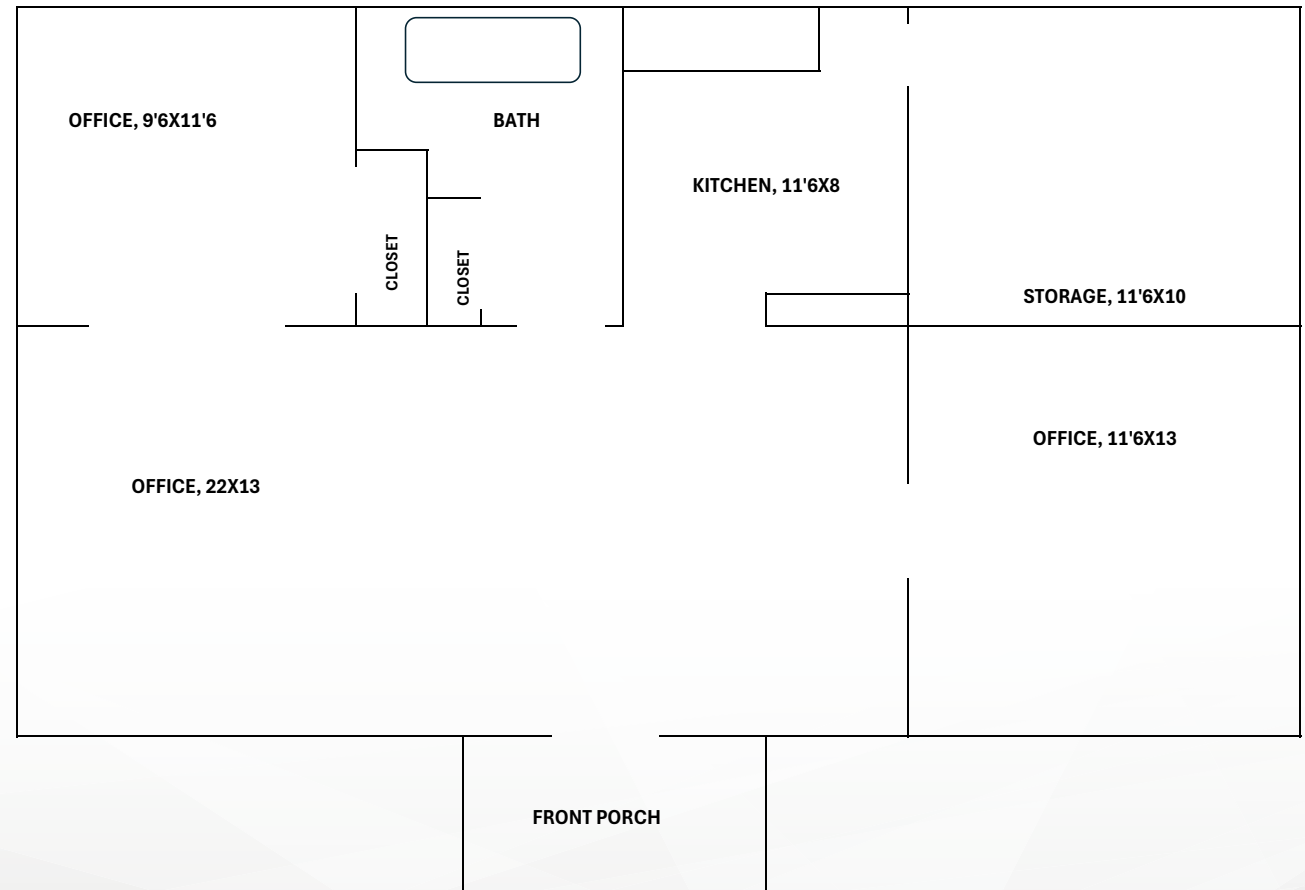 OFFICE, 9'6X11'6
BATH
KITCHEN, 11'6X8
CLOSET
CLOSET
STORAGE, 11'6X10
OFFICE, 11'6X13
OFFICE, 22X13
FRONT PORCH